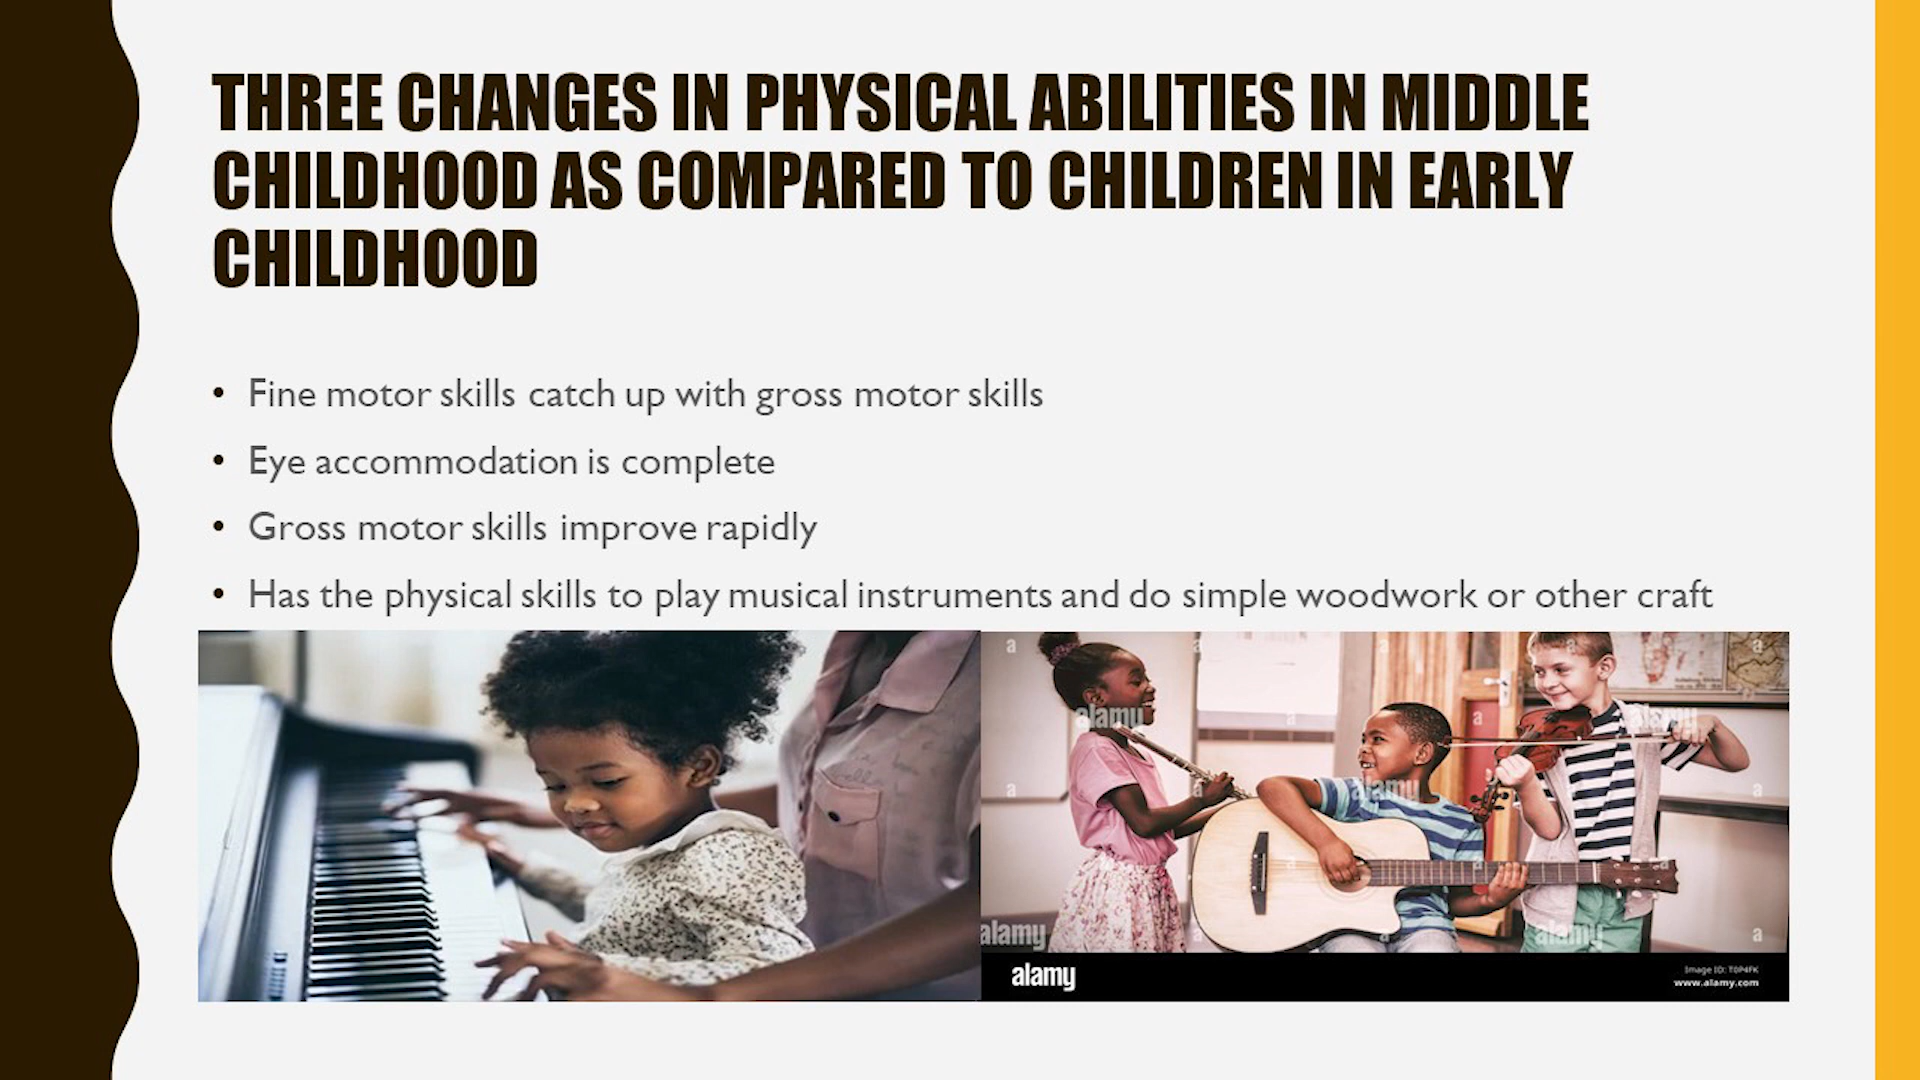 THREE CHANGES IN PHYSICAL ABILITIES IN MIDDLE
CHILDHOOD AS COMPARED TO CHILDREN IN EARLY
CHILDHOOD
• Fine motor skills catch up with gross motor skills
• Eye accommodation is complete
• Gross motor skills improve rapidly
• Has the physical skills to play musical instruments and do simple woodwork or other craft
a a a a
alamy alamy
a a
alamy
a a
alamy alamy a
alamy
Image ID: T0P4FK
www.alamy.com